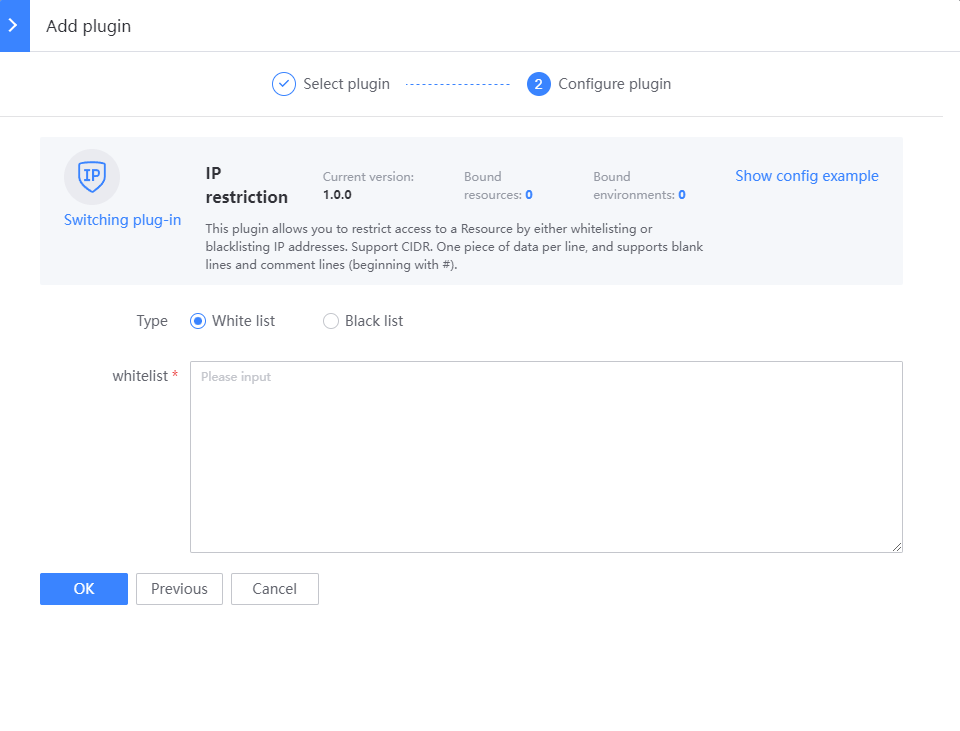 Add plugin
Select plugin
2 Configure plugin
IP
Switching plug-in
IP
restriction
Current version:
1.0.0
Bound
resources: 0
Bound
environments: 0
Show config example
This plugin allows you to restrict access to a Resource by either whitelisting or
blacklisting IP addresses. Support CIDR. One piece of data per line, and supports blank
lines and comment lines (beginning with #).
Type White list Black list
whitelist * Please input
OK Previous Cancel